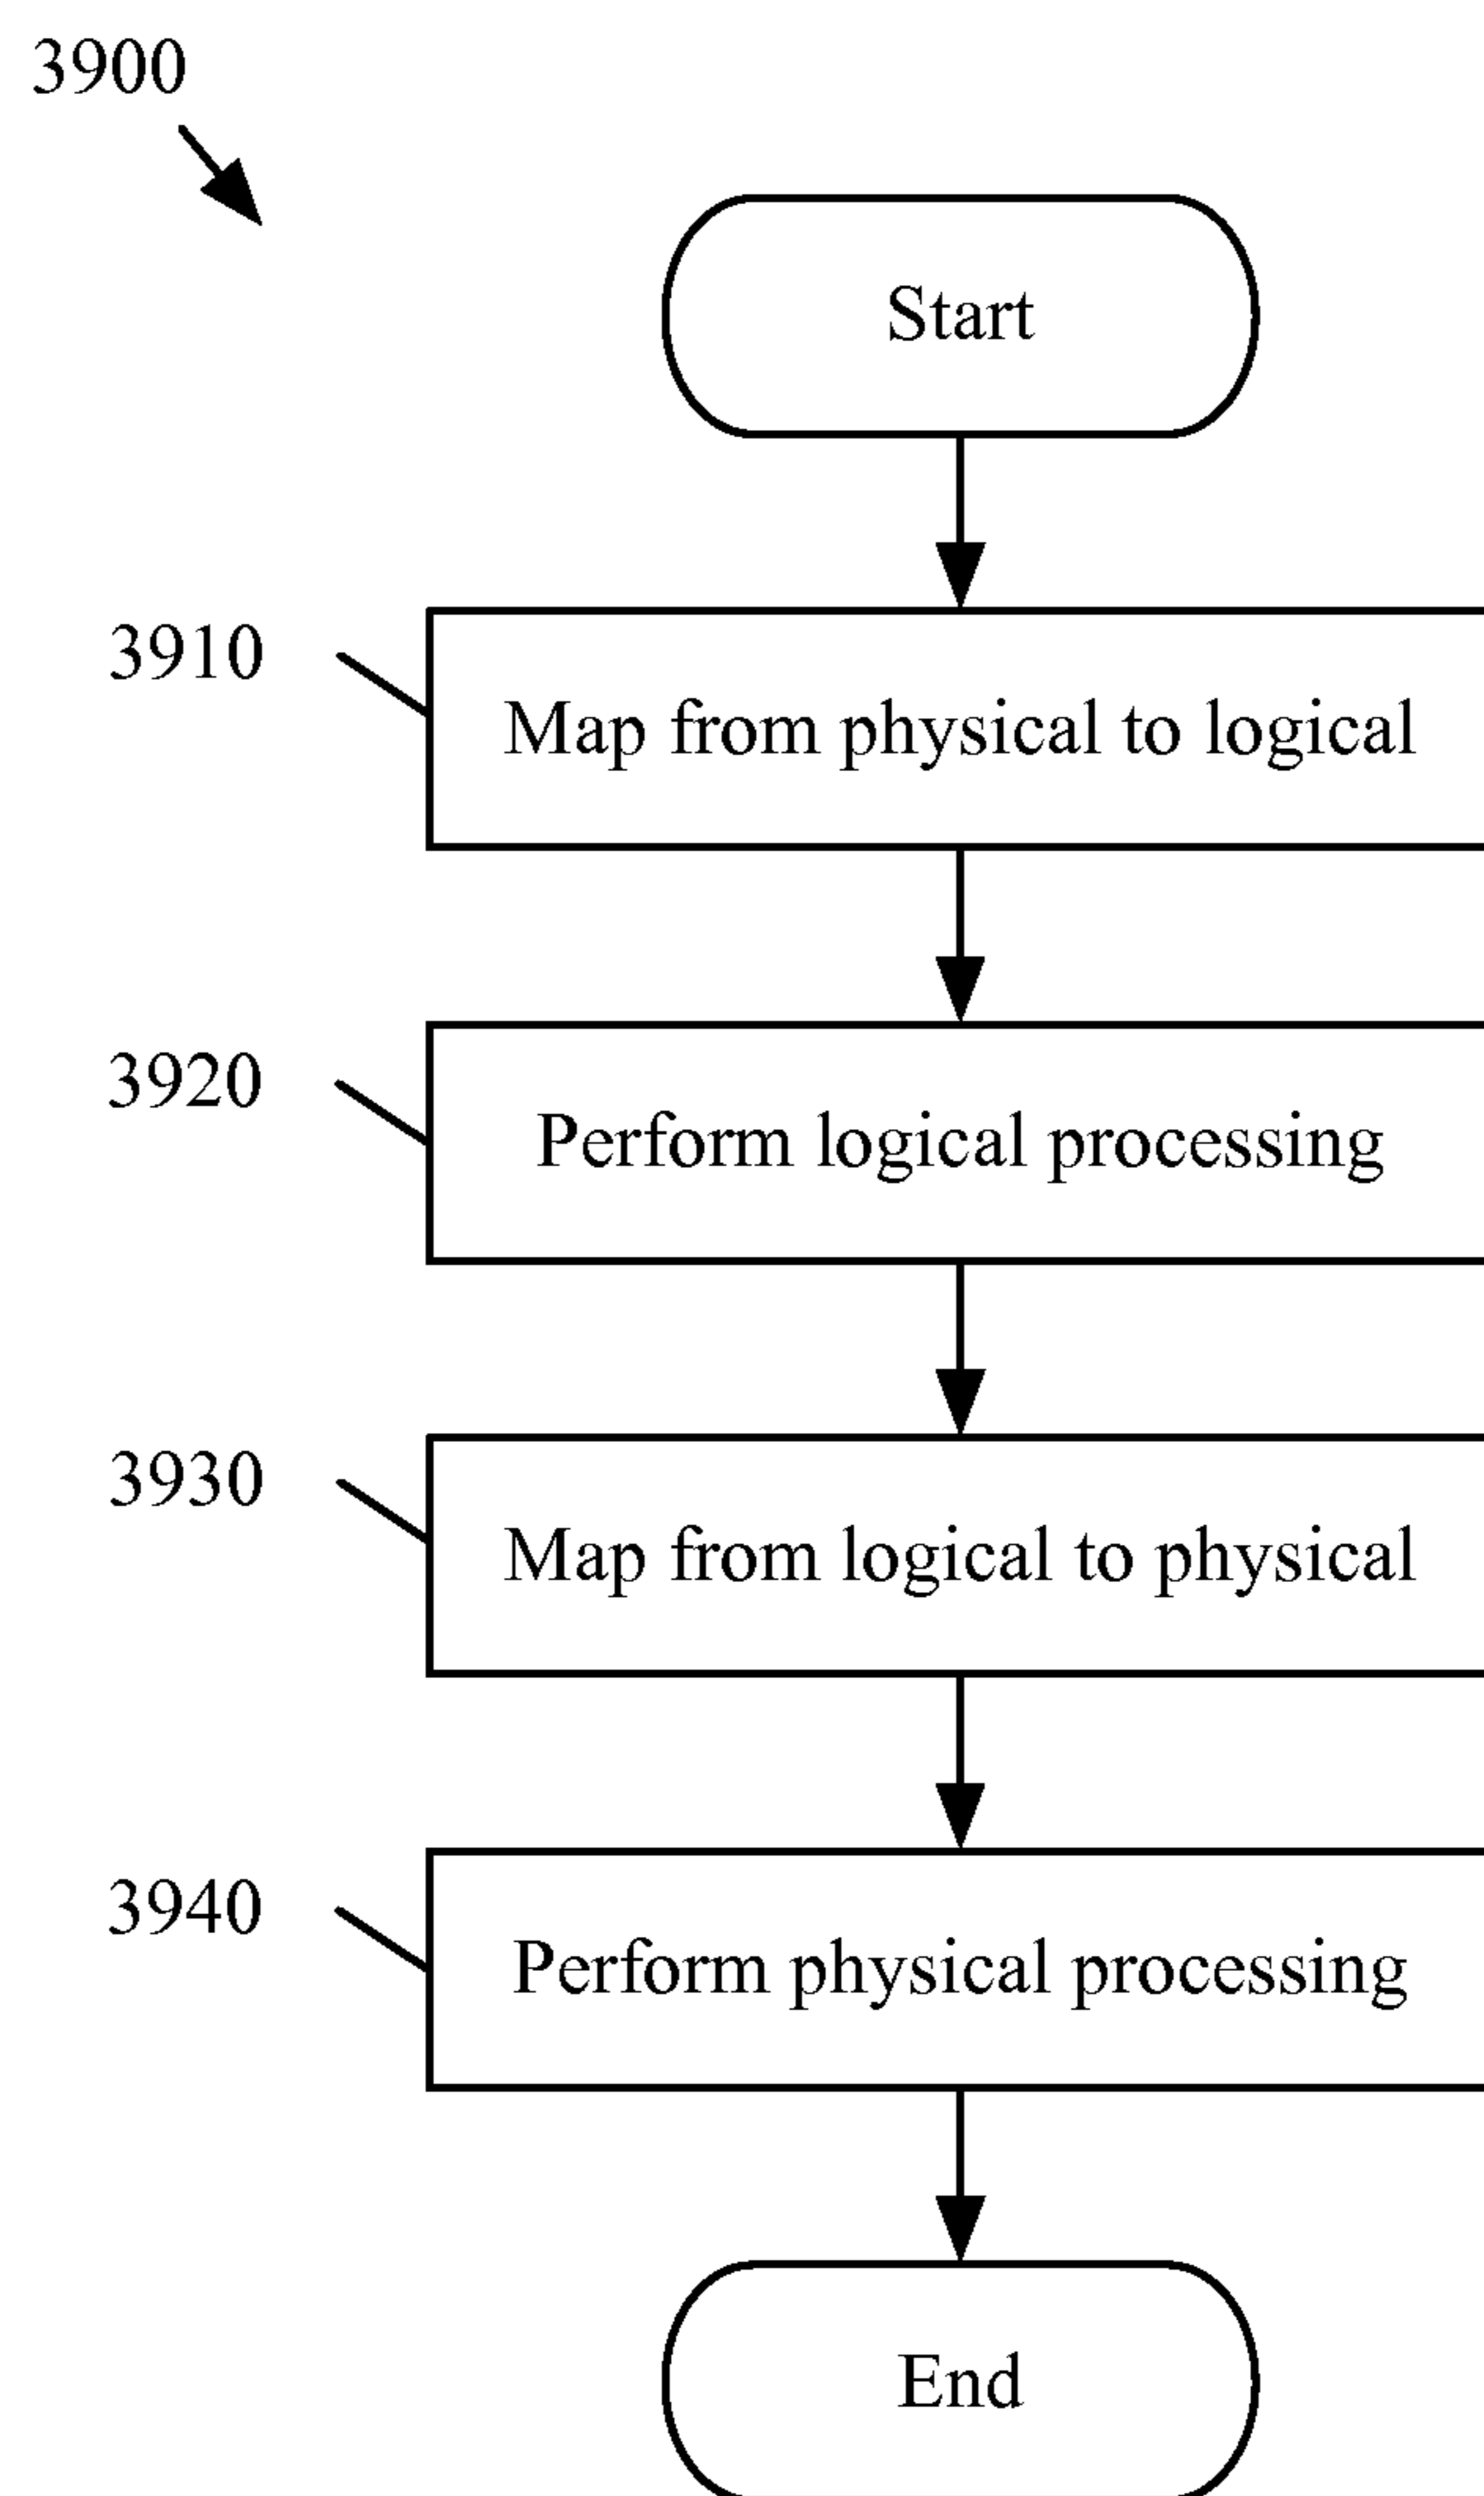 3900
Start
3910
Map from physical to logical
3920
Perform logical processing
3930
Map from logical to physical
3940
Perform physical processing
End